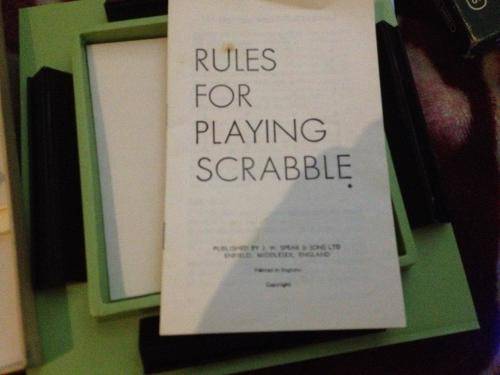 RULES
FOR
PLAYING
SCRABBLE
PUBLISHED BY J. W. SPEAR & SONS LTD
ENFIELD, MIDDLESEX, ENGLAND
Printed in England
Copyright